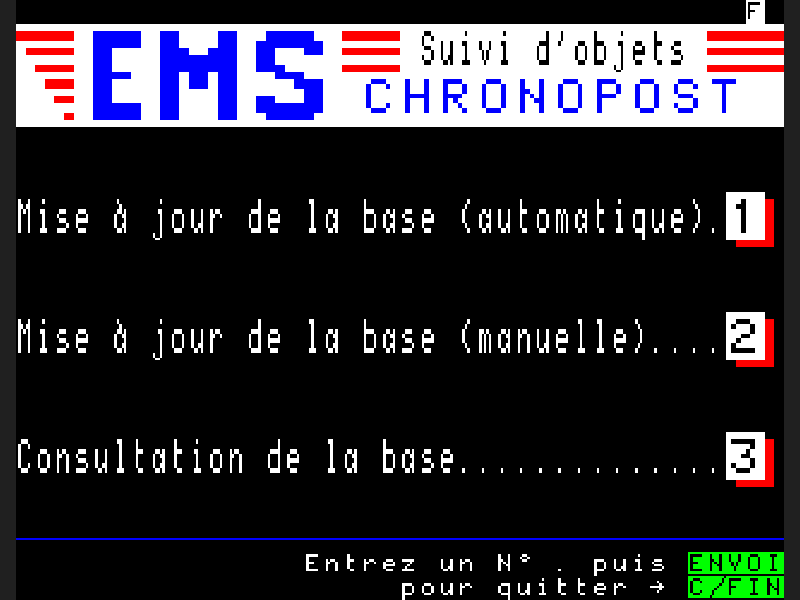 F
EMS Suivi d'objets
CHRONOPOST
Mise à jour de la base (automatique). 1
Mise à jour de la base (manuelle).... 2
Consultation de la base.............. 3
Entrez un N° . puis ENVOI
pour quitter → C/FIN